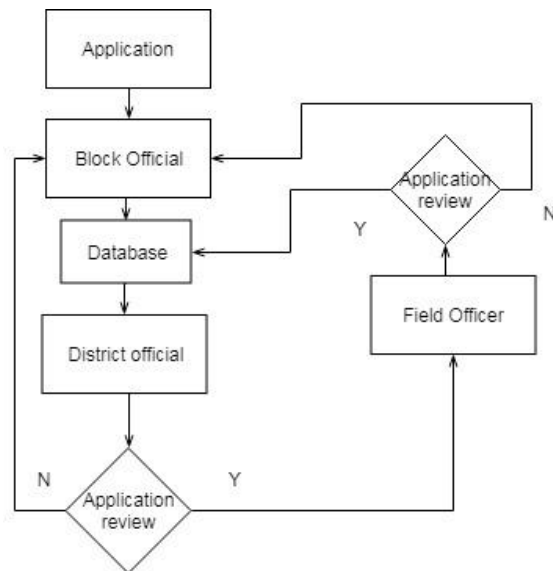 Application
Block Official
Application
review
Y
N
Database
Field Officer
District official
N
Y
Application
review